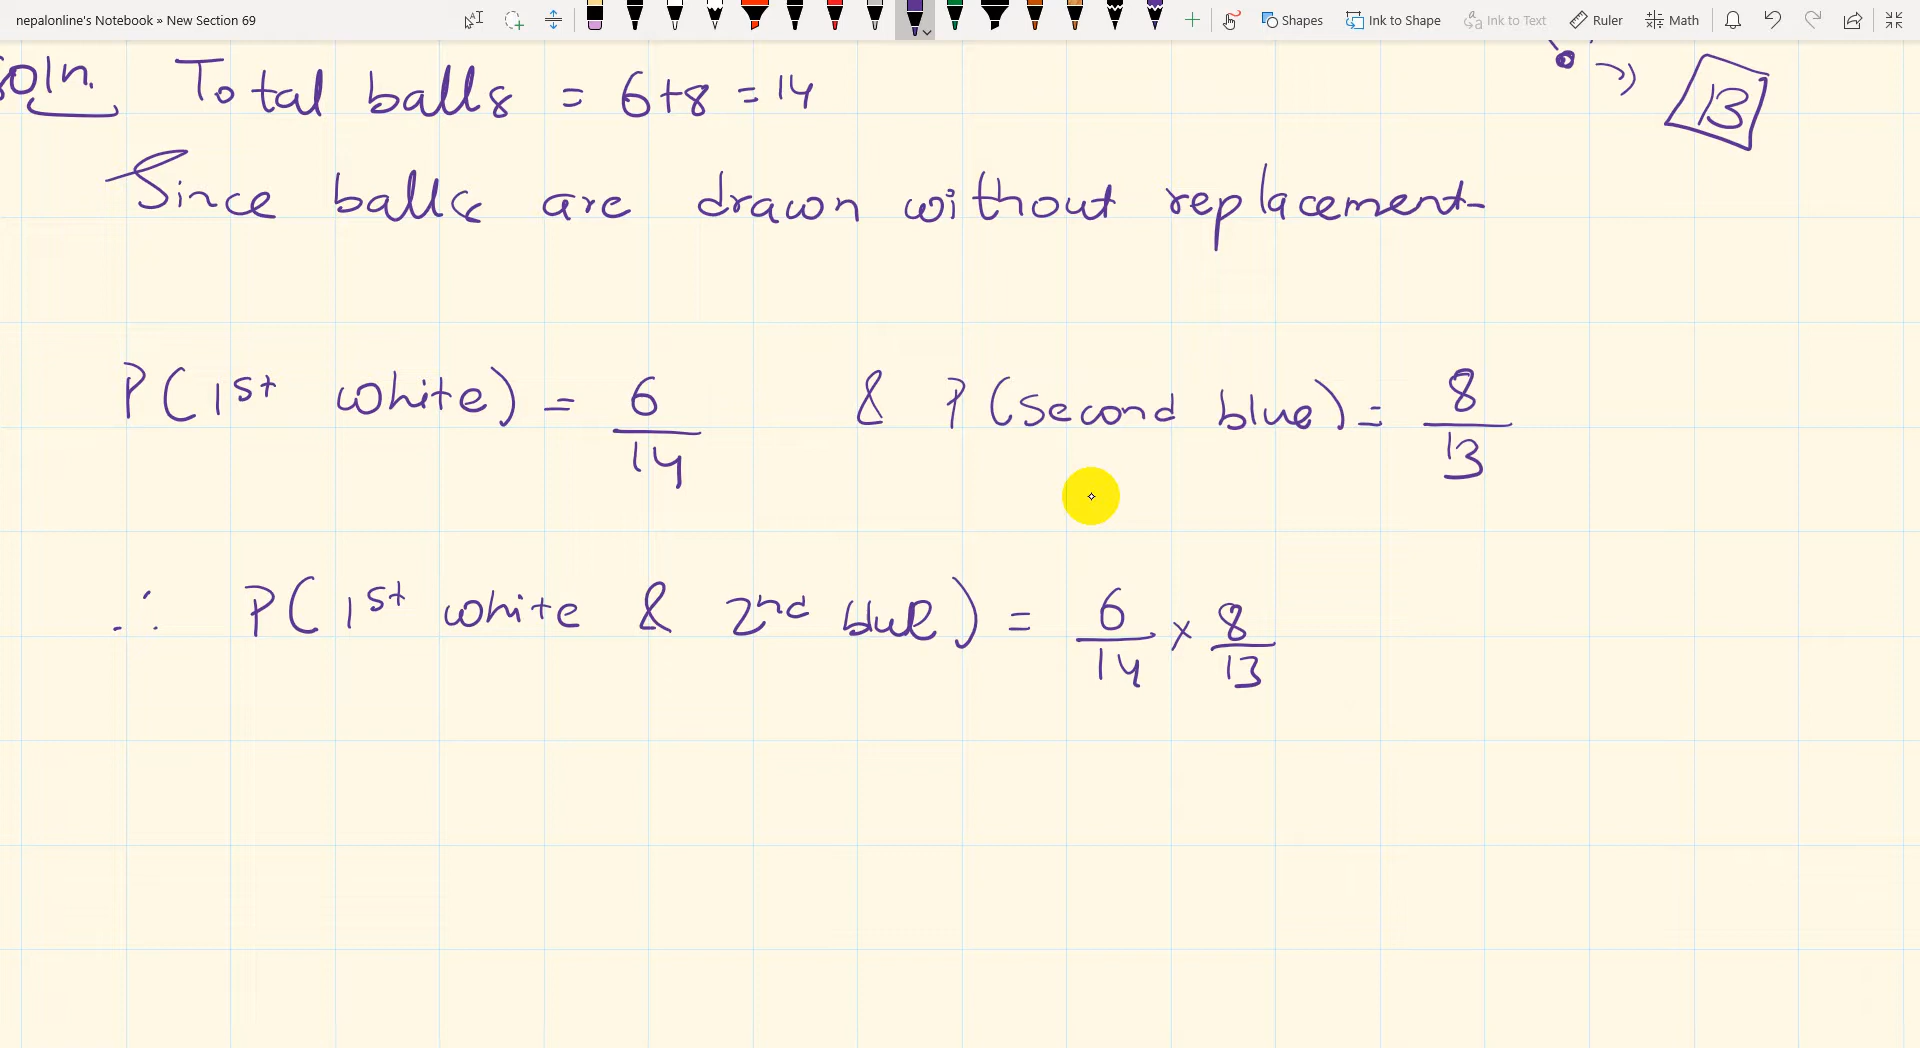 nepalonline's Notebook » New Section 69
Shapes Ink to Shape Ink to Text Ruler Math
Soln. Total balls = 6+8 = 14
13
Since balls are drawn without replacement
P(1st white) = 6/14 & P(second blue) = 8/13
∴ P(1st white & 2nd blue) = 6/14 × 8/13